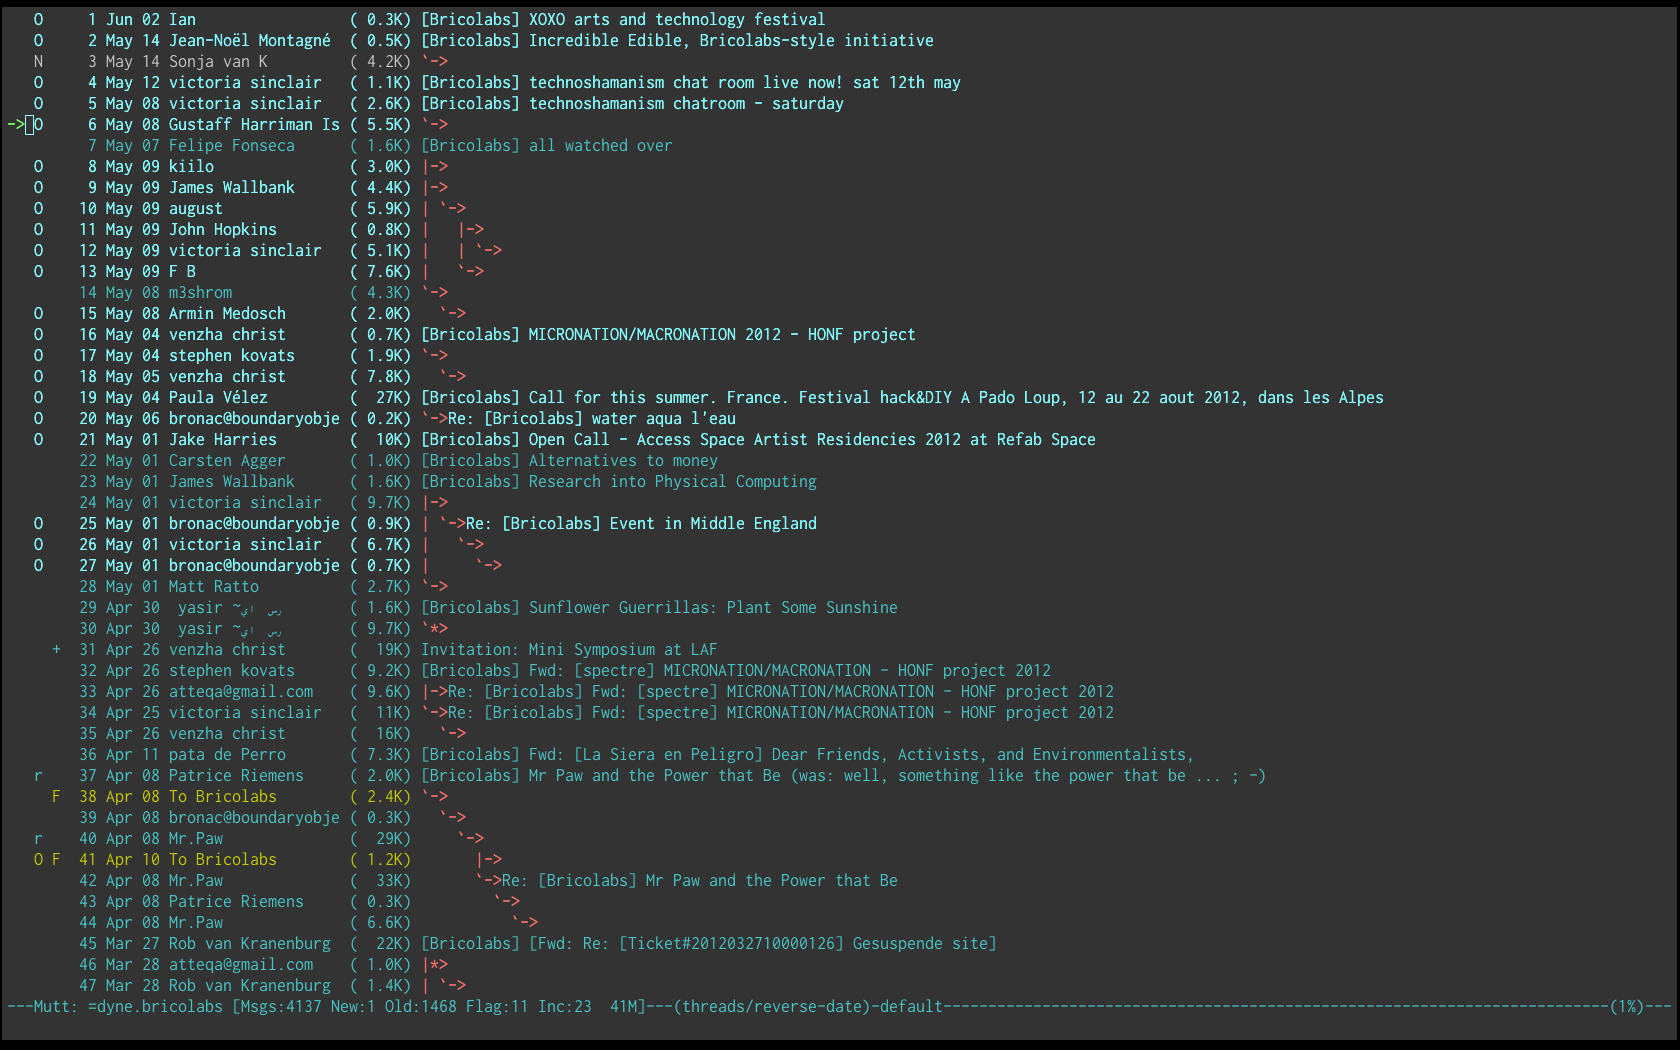 O     1 Jun 02 Ian                 ( 0.3K) [Bricolabs] XOXO arts and technology festival
O     2 May 14 Jean-Noël Montagné  ( 0.5K) [Bricolabs] Incredible Edible, Bricolabs-style initiative
N     3 May 14 Sonja van K         ( 4.2K) `->
O     4 May 12 victoria sinclair   ( 1.1K) [Bricolabs] technoshamanism chat room live now! sat 12th may
O     5 May 08 victoria sinclair   ( 2.6K) [Bricolabs] technoshamanism chatroom - saturday
-> O     6 May 08 Gustaff Harriman Is ( 5.5K) `->
7 May 07 Felipe Fonseca      ( 1.6K) [Bricolabs] all watched over
O     8 May 09 kiilo               ( 3.0K) |->
O     9 May 09 James Wallbank      ( 4.4K) |->
O    10 May 09 august              ( 5.9K) | `->
O    11 May 09 John Hopkins        ( 0.8K) |   |->
O    12 May 09 victoria sinclair   ( 5.1K) |   | `->
O    13 May 09 F B                 ( 7.6K) |   `->
14 May 08 m3shrom             ( 4.3K) `->
O    15 May 08 Armin Medosch       ( 2.0K)   `->
O    16 May 04 venzha christ       ( 0.7K) [Bricolabs] MICRONATION/MACRONATION 2012 - HONF project
O    17 May 04 stephen kovats      ( 1.9K) `->
O    18 May 05 venzha christ       ( 7.8K)   `->
O    19 May 04 Paula Vélez         (  27K) [Bricolabs] Call for this summer. France. Festival hack&DIY A Pado Loup, 12 au 22 aout 2012, dans les Alpes
O    20 May 06 bronac@boundaryobje ( 0.2K) `->Re: [Bricolabs] water aqua l'eau
O    21 May 01 Jake Harries        (  10K) [Bricolabs] Open Call - Access Space Artist Residencies 2012 at Refab Space
22 May 01 Carsten Agger       ( 1.0K) [Bricolabs] Alternatives to money
23 May 01 James Wallbank      ( 1.6K) [Bricolabs] Research into Physical Computing
24 May 01 victoria sinclair   ( 9.7K) |->
O    25 May 01 bronac@boundaryobje ( 0.9K) | `->Re: [Bricolabs] Event in Middle England
O    26 May 01 victoria sinclair   ( 6.7K) |   `->
O    27 May 01 bronac@boundaryobje ( 0.7K) |     `->
28 May 01 Matt Ratto          ( 2.7K) `->
29 Apr 30  yasir ~        ( 1.6K) [Bricolabs] Sunflower Guerrillas: Plant Some Sunshine
30 Apr 30  yasir ~        ( 9.7K) `*>
+  31 Apr 26 venzha christ       (  19K) Invitation: Mini Symposium at LAF
32 Apr 26 stephen kovats      ( 9.2K) [Bricolabs] Fwd: [spectre] MICRONATION/MACRONATION - HONF project 2012
33 Apr 26 atteqa@gmail.com    ( 9.6K) |->Re: [Bricolabs] Fwd: [spectre] MICRONATION/MACRONATION - HONF project 2012
34 Apr 25 victoria sinclair   (  11K) `->Re: [Bricolabs] Fwd: [spectre] MICRONATION/MACRONATION - HONF project 2012
35 Apr 26 venzha christ       (  16K)   `->
36 Apr 11 pata de Perro       ( 7.3K) [Bricolabs] Fwd: [La Siera en Peligro] Dear Friends, Activists, and Environmentalists,
r    37 Apr 08 Patrice Riemens     ( 2.0K) [Bricolabs] Mr Paw and the Power that Be (was: well, something like the power that be ... ; -)
F  38 Apr 08 To Bricolabs        ( 2.4K) `->
39 Apr 08 bronac@boundaryobje ( 0.3K)   `->
r    40 Apr 08 Mr.Paw              (  29K)     `->
O F  41 Apr 10 To Bricolabs        ( 1.2K)       |->
42 Apr 08 Mr.Paw              (  33K)       `->Re: [Bricolabs] Mr Paw and the Power that Be
43 Apr 08 Patrice Riemens     ( 0.3K)         `->
44 Apr 08 Mr.Paw              ( 6.6K)           `->
45 Mar 27 Rob van Kranenburg  (  22K) [Bricolabs] [Fwd: Re: [Ticket#2012032710000126] Gesuspende site]
46 Mar 28 atteqa@gmail.com    ( 1.0K) |*>
47 Mar 28 Rob van Kranenburg  ( 1.4K) | `->
---Mutt: =dyne.bricolabs [Msgs:4137 New:1 Old:1468 Flag:11 Inc:23  41M]---(threads/reverse-date)-default--------------------------------------------------------------------------(1%)---